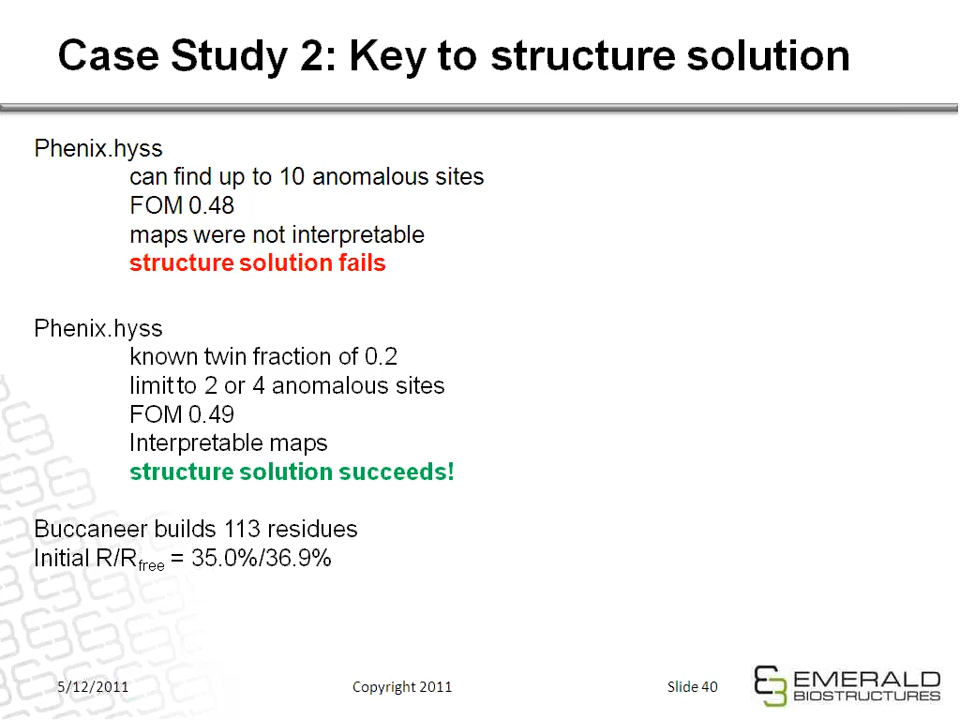 Case Study 2: Key to structure solution
Phenix.hyss
can find up to 10 anomalous sites
FOM 0.48
maps were not interpretable
structure solution fails
Phenix.hyss
known twin fraction of 0.2
limit to 2 or 4 anomalous sites
FOM 0.49
Interpretable maps
structure solution succeeds!
Buccaneer builds 113 residues
Initial R/Rfree = 35.0%/36.9%
5/12/2011
Copyright 2011
Slide 40
EMERALD
BIOSTRUCTURES